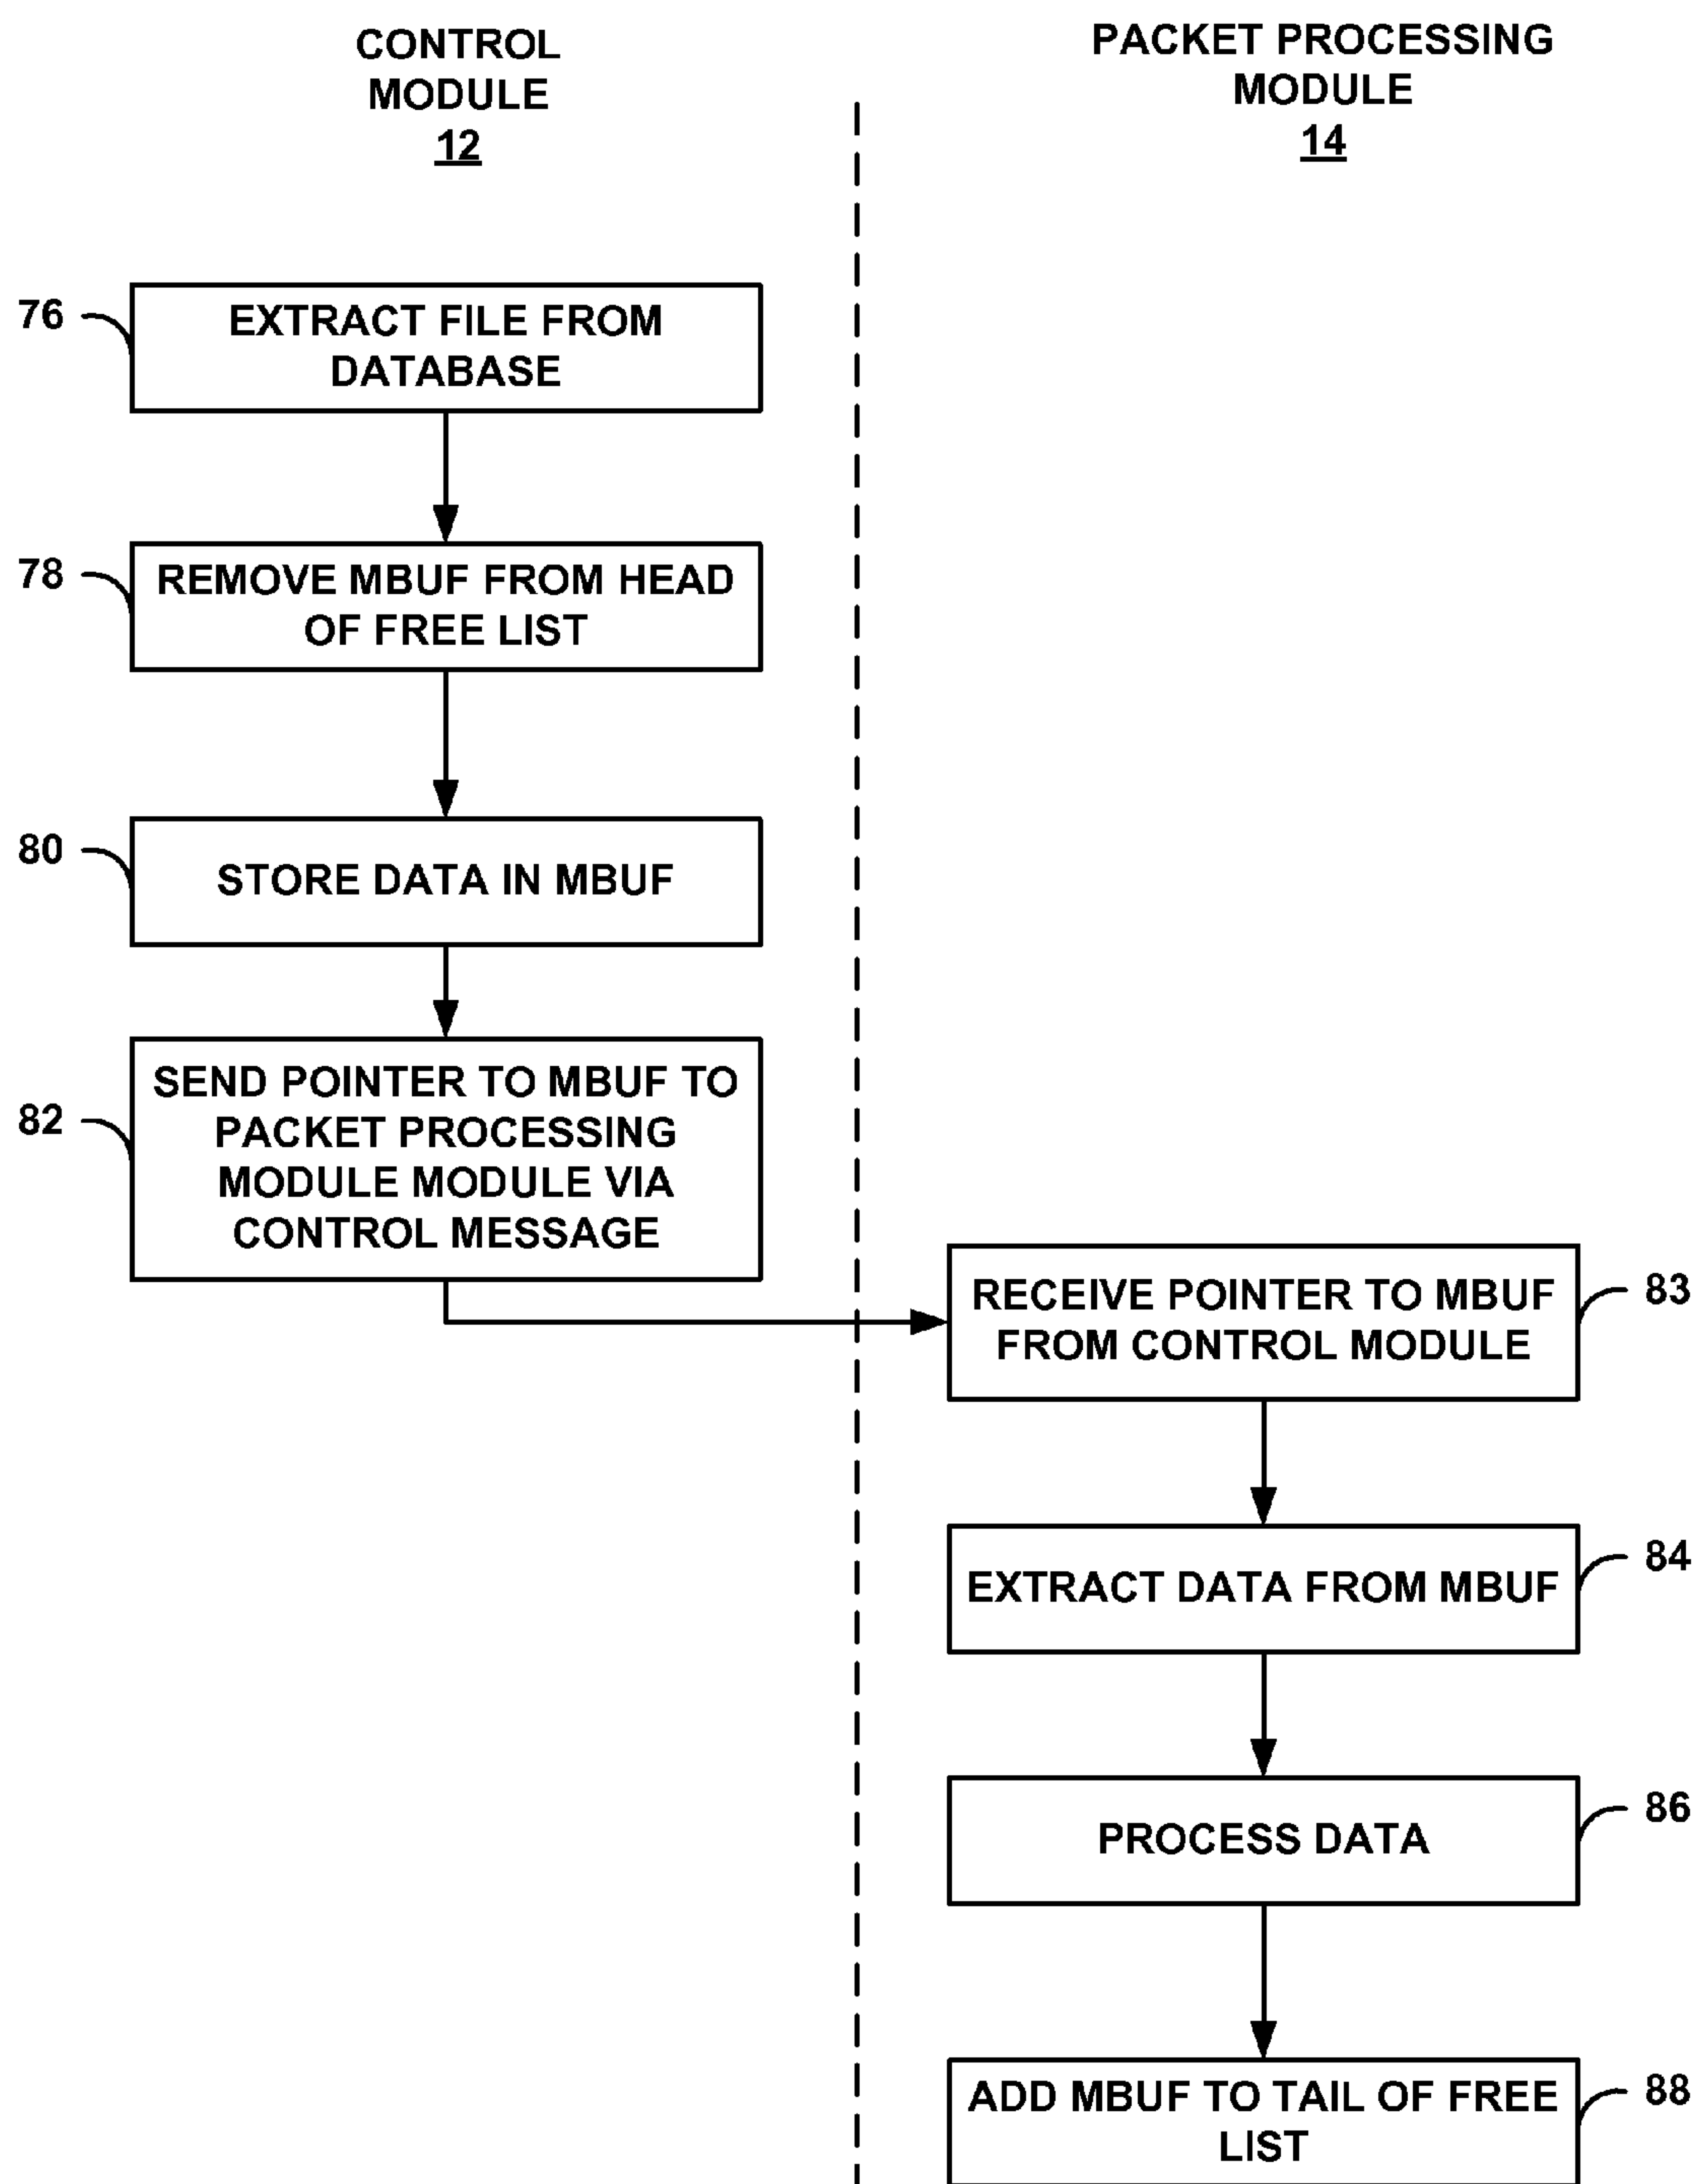 CONTROL
MODULE
12
PACKET PROCESSING
MODULE
14
76
EXTRACT FILE FROM
DATABASE
78
REMOVE MBUF FROM HEAD
OF FREE LIST
80
STORE DATA IN MBUF
82
SEND POINTER TO MBUF TO
PACKET PROCESSING
MODULE MODULE VIA
CONTROL MESSAGE
RECEIVE POINTER TO MBUF
FROM CONTROL MODULE
83
EXTRACT DATA FROM MBUF
84
PROCESS DATA
86
ADD MBUF TO TAIL OF FREE
LIST
88